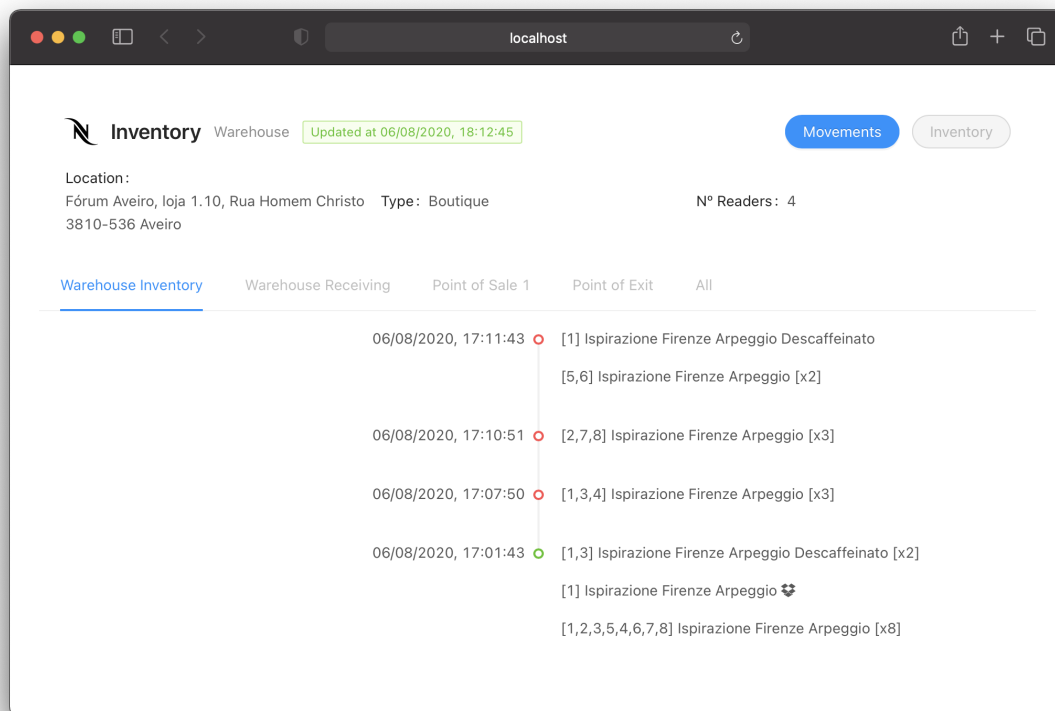 localhost
Inventory Warehouse Updated at 06/08/2020, 18:12:45 Movements Inventory
Location:
Fórum Aveiro, loja 1.10, Rua Homem Christo Type: Boutique Nº Readers: 4
3810-536 Aveiro
Warehouse Inventory Warehouse Receiving Point of Sale 1 Point of Exit All
06/08/2020, 17:11:43 [1] Ispirazione Firenze Arpeggio Descaffeinato
[5,6] Ispirazione Firenze Arpeggio [x2]
06/08/2020, 17:10:51 [2,7,8] Ispirazione Firenze Arpeggio [x3]
06/08/2020, 17:07:50 [1,3,4] Ispirazione Firenze Arpeggio [x3]
06/08/2020, 17:01:43 [1,3] Ispirazione Firenze Arpeggio Descaffeinato [x2]
[1] Ispirazione Firenze Arpeggio
[1,2,3,5,4,6,7,8] Ispirazione Firenze Arpeggio [x8]